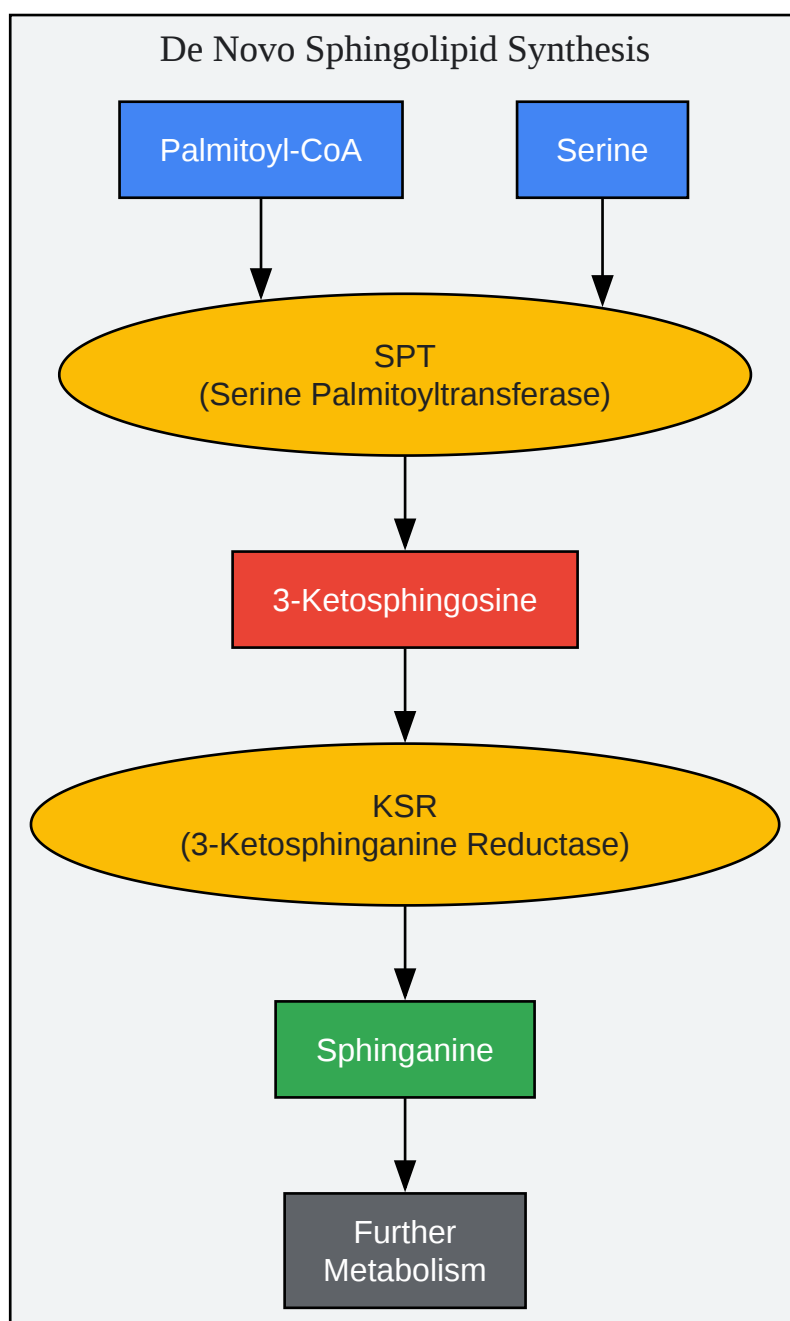 De Novo Sphingolipid Synthesis
Palmitoyl-CoA
Serine
SPT
(Serine Palmitoyltransferase)
3-Ketosphingosine
KSR
(3-Ketosphinganine Reductase)
Sphinganine
Further
Metabolism